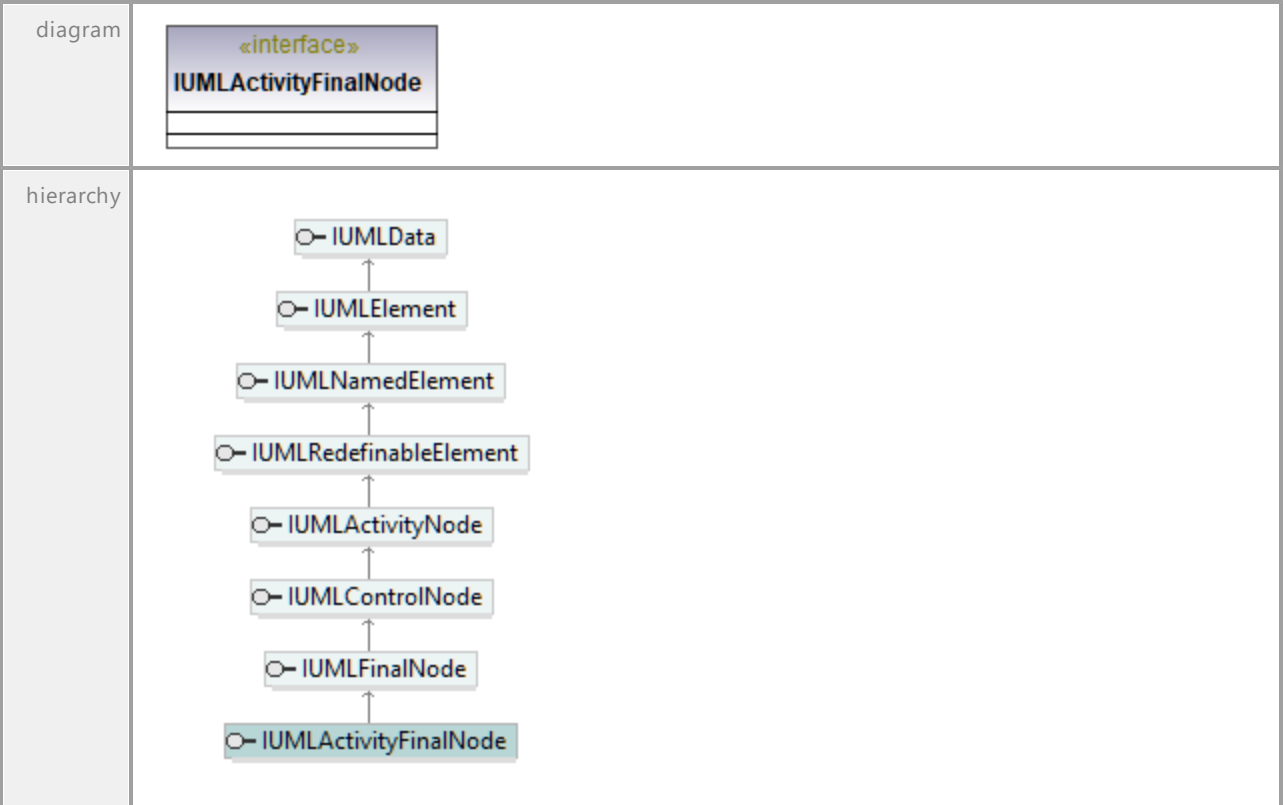 diagram
«interface»
IUMLActivityFinalNode
hierarchy
IUMLData
IUMLElement
IUMLNamedElement
IUMLRedefinableElement
IUMLActivityNode
IUMLControlNode
IUMLFinalNode
IUMLActivityFinalNode